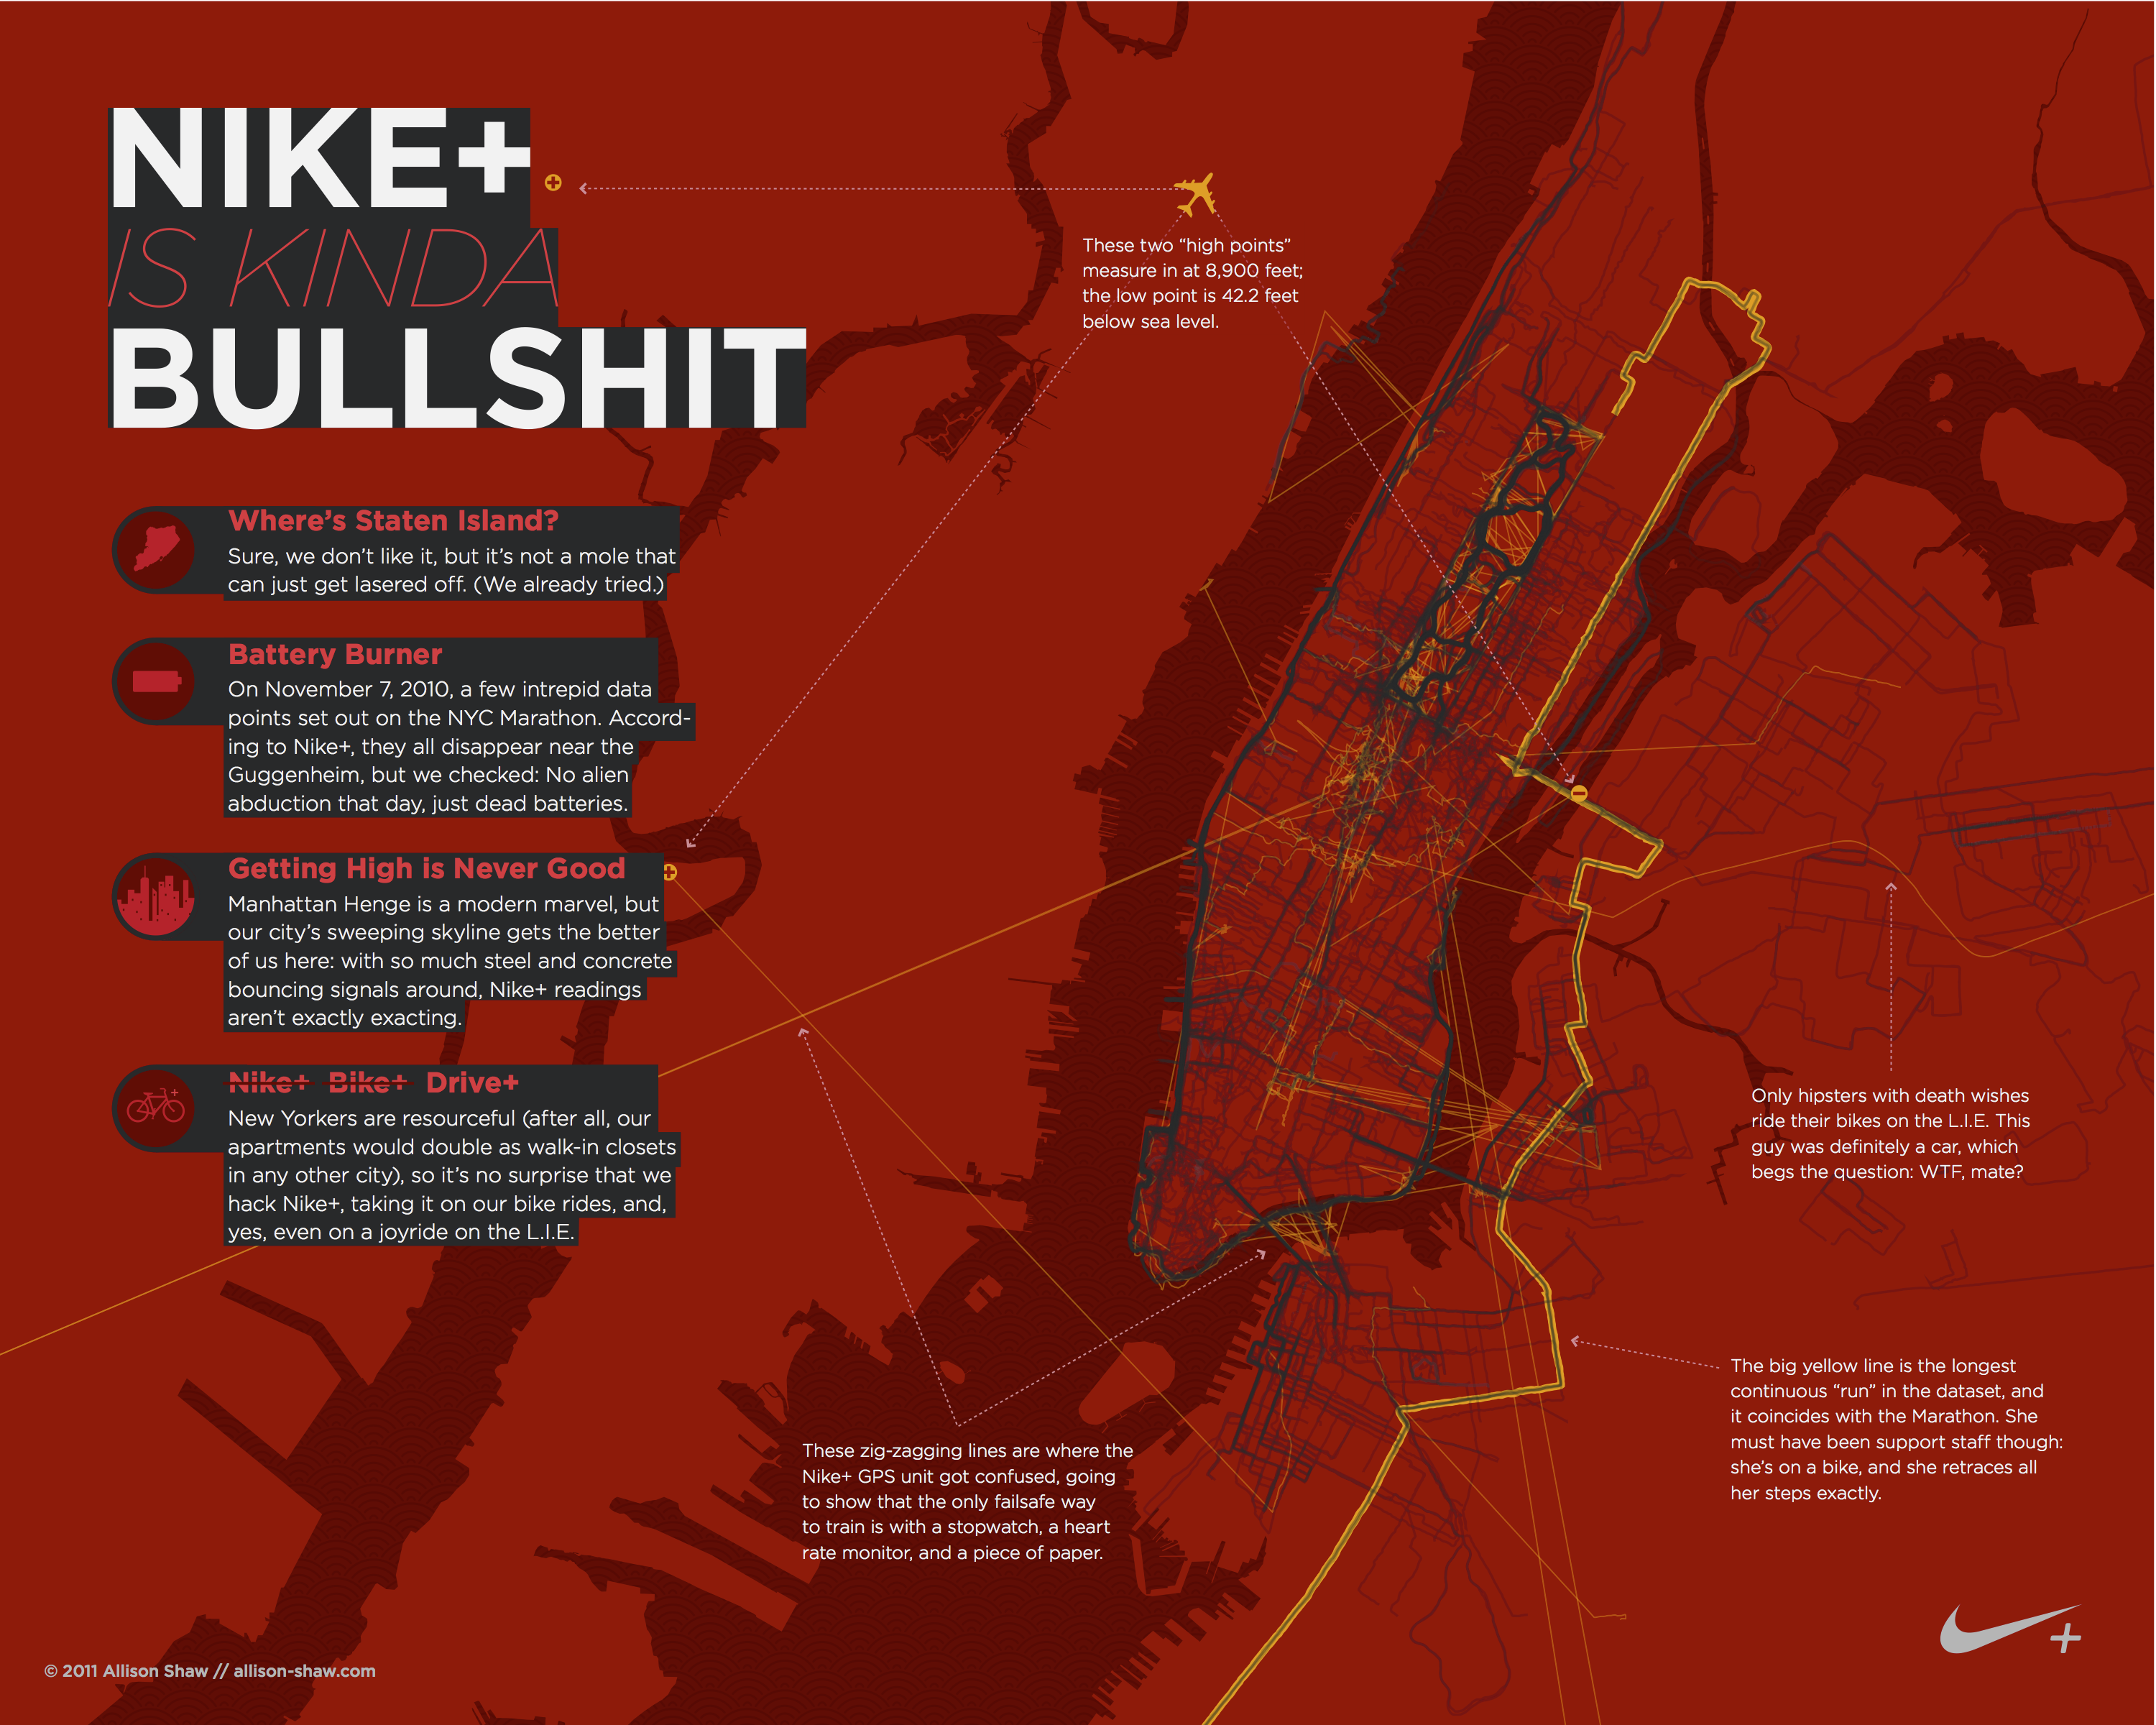 NIKE+
IS KINDA
BULLSHIT
Where's Staten Island?
Sure, we don't like it, but it's not a mole that
can just get lasered off. (We already tried.)
Battery Burner
On November 7, 2010, a few intrepid data
points set out on the NYC Marathon. Accord-
ing to Nike+, they all disappear near the
Guggenheim, but we checked: No alien
abduction that day, just dead batteries.
Getting High is Never Good
Manhattan Henge is a modern marvel, but
our city's sweeping skyline gets the better
of us here: with so much steel and concrete
bouncing signals around, Nike+ readings
aren't exactly exacting.
Nike+ Bike+ Drive+
New Yorkers are resourceful (after all, our
apartments would double as walk-in closets
in any other city), so it's no surprise that we
hack Nike+, taking it on our bike rides, and,
yes, even on a joyride on the L.I.E.
These two “high points”
measure in at 8,900 feet;
the low point is 42.2 feet
below sea level.
Only hipsters with death wishes
ride their bikes on the L.I.E. This
guy was definitely a car, which
begs the question: WTF, mate?
The big yellow line is the longest
continuous “run” in the dataset, and
it coincides with the Marathon. She
must have been support staff though:
she's on a bike, and she retraces all
her steps exactly.
These zig-zagging lines are where the
Nike+ GPS unit got confused, going
to show that the only failsafe way
to train is with a stopwatch, a heart
rate monitor, and a piece of paper.
© 2011 Allison Shaw // allison-shaw.com